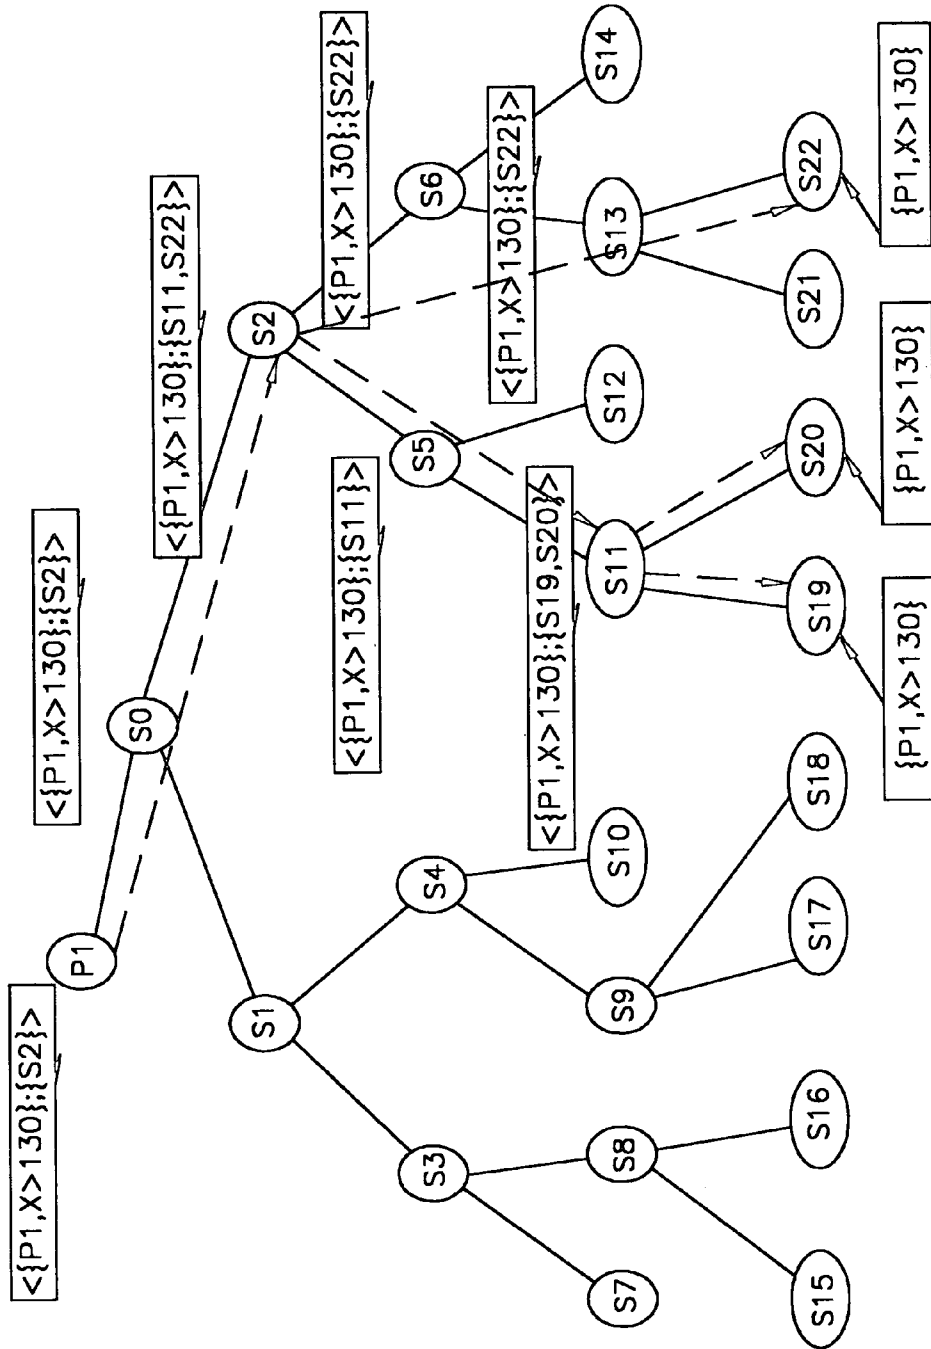 <{P1,X>130};{S2}>
P1
<{P1,X>130};{S2}>
S0
<{P1,X>130};{S11,S22}>
S1
S2
<{P1,X>130};{S11}>
<{P1,X>130};{S22}>
S3
S4
S5
S6
<{P1,X>130};{S19,S20}>
<{P1,X>130};{S22}>
S7
S8
S9
S10
S11
S12
S13
S14
S15
S16
S17
S18
S19
S20
S21
S22
{P1,X>130}
{P1,X>130}
{P1,X>130}